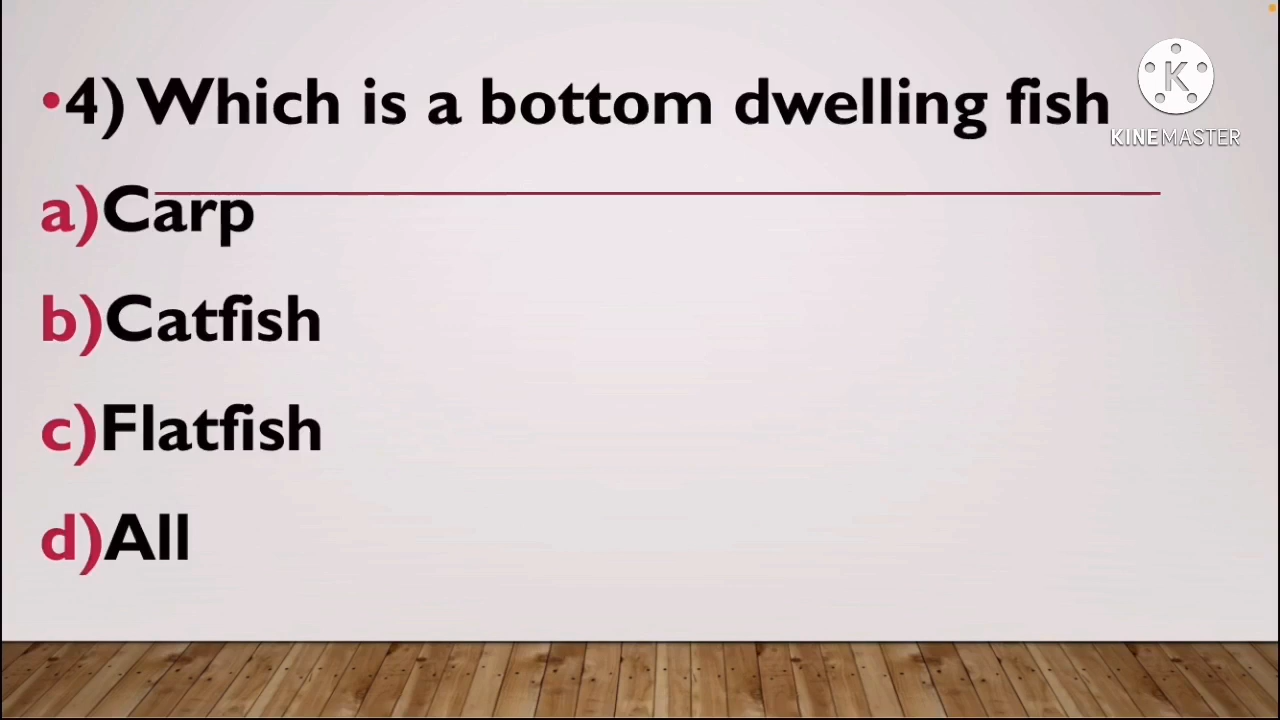 •4) Which is a bottom dwelling fish
K
KINEMASTER
a)Carp
b)Catfish
c)Flatfish
d)All